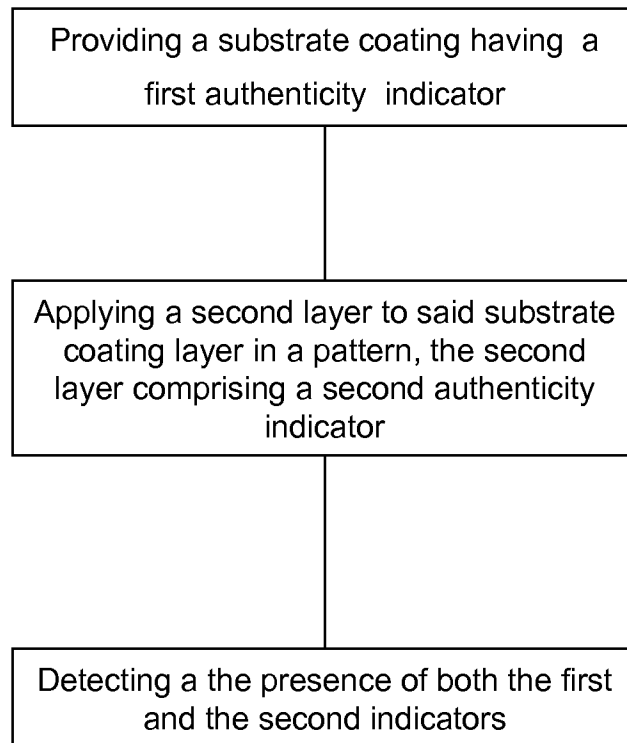 Providing a substrate coating having a
first authenticity indicator
Applying a second layer to said substrate
coating layer in a pattern, the second
layer comprising a second authenticity
indicator
Detecting a the presence of both the first
and the second indicators